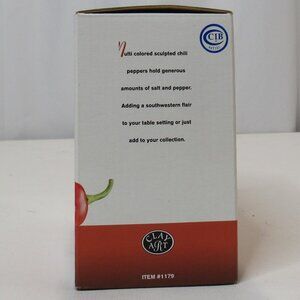 CIB
Multi colored sculpted chili
peppers hold generous
amounts of salt and pepper.
Adding a southwestern flair
to your table setting or just
add to your collection.
CLAY
ART
ITEM #1179